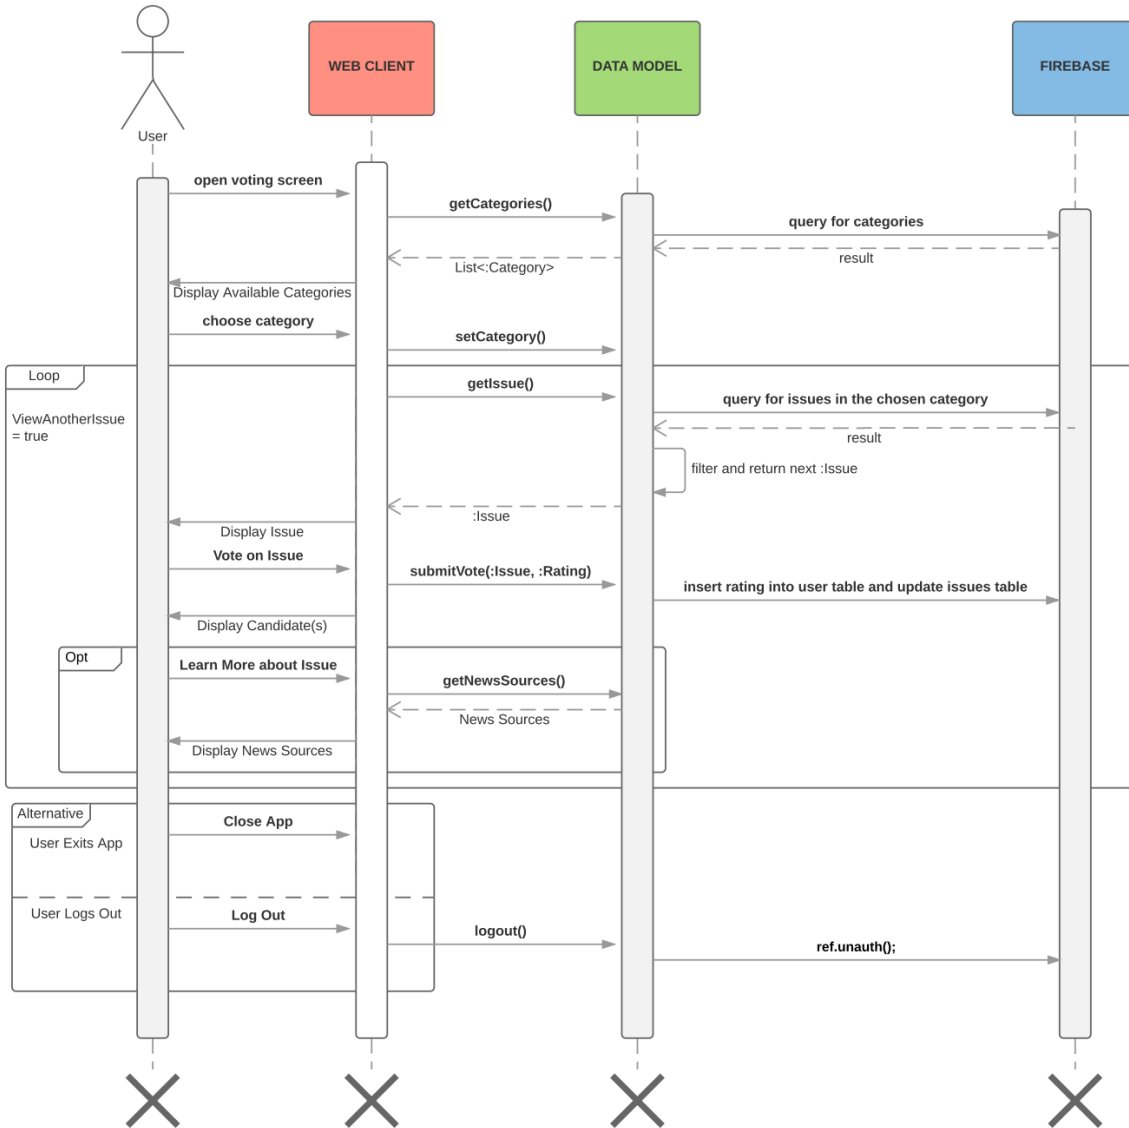 WEB CLIENT
DATA MODEL
FIREBASE
User
open voting screen
getCategories()
query for categories
result
List<:Category>
Display Available Categories
choose category
setCategory()
Loop
getIssue()
query for issues in the chosen category
ViewAnotherIssue
= true
result
filter and return next :Issue
:Issue
Display Issue
Vote on Issue
submitVote(:Issue, :Rating)
insert rating into user table and update issues table
Display Candidate(s)
Opt
Learn More about Issue
getNewsSources()
News Sources
Display News Sources
Alternative
Close App
User Exits App
User Logs Out
Log Out
logout()
ref.unauth();